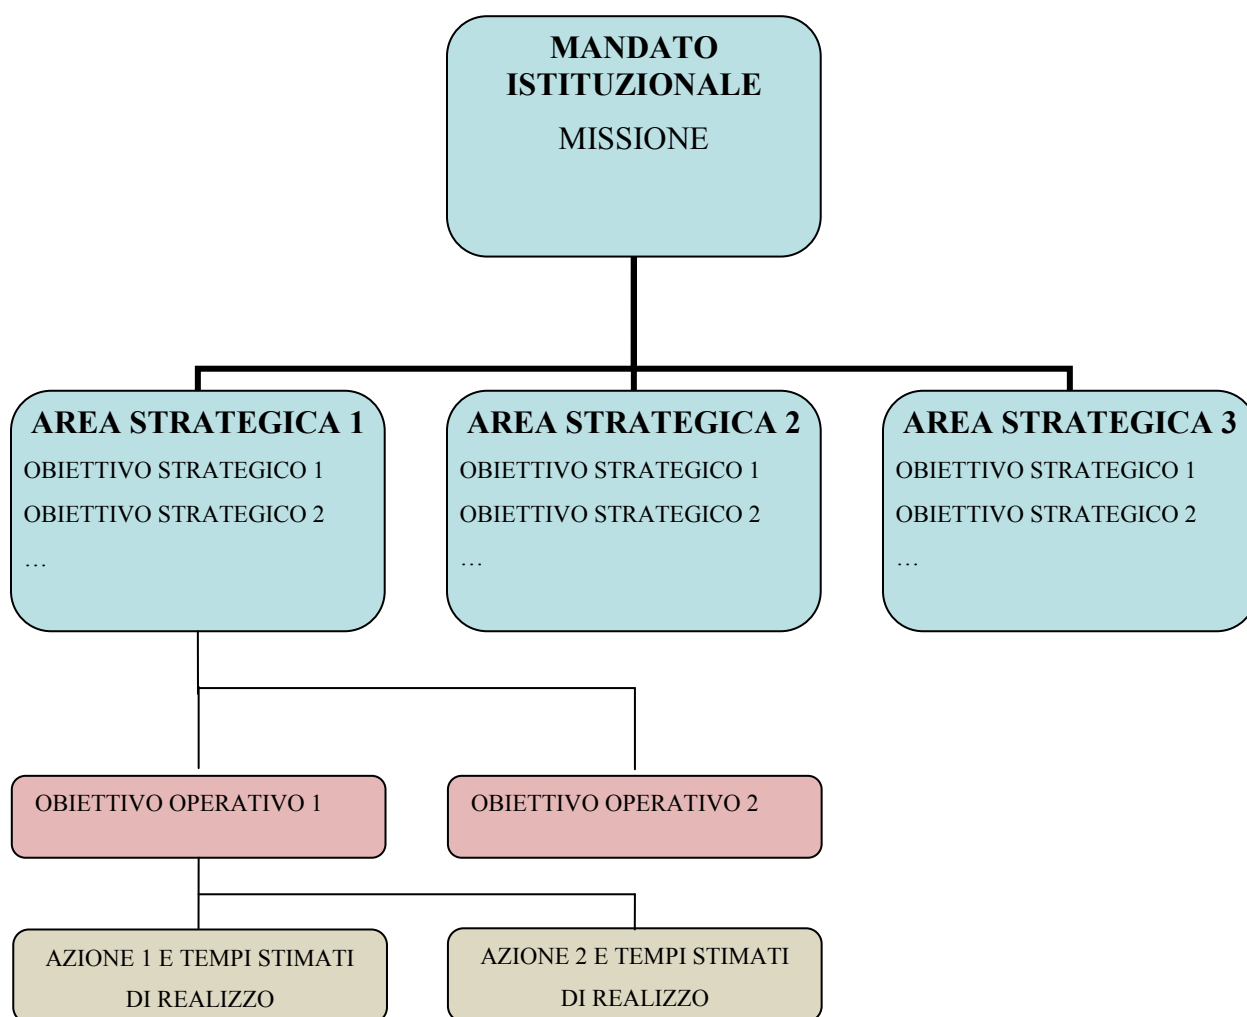 MANDATO
ISTITUZIONALE
MISSIONE
AREA STRATEGICA 1
OBIETTIVO STRATEGICO 1
OBIETTIVO STRATEGICO 2
…
AREA STRATEGICA 2
OBIETTIVO STRATEGICO 1
OBIETTIVO STRATEGICO 2
…
AREA STRATEGICA 3
OBIETTIVO STRATEGICO 1
OBIETTIVO STRATEGICO 2
…
OBIETTIVO OPERATIVO 1
OBIETTIVO OPERATIVO 2
AZIONE 1 E TEMPI STIMATI
DI REALIZZO
AZIONE 2 E TEMPI STIMATI
DI REALIZZO